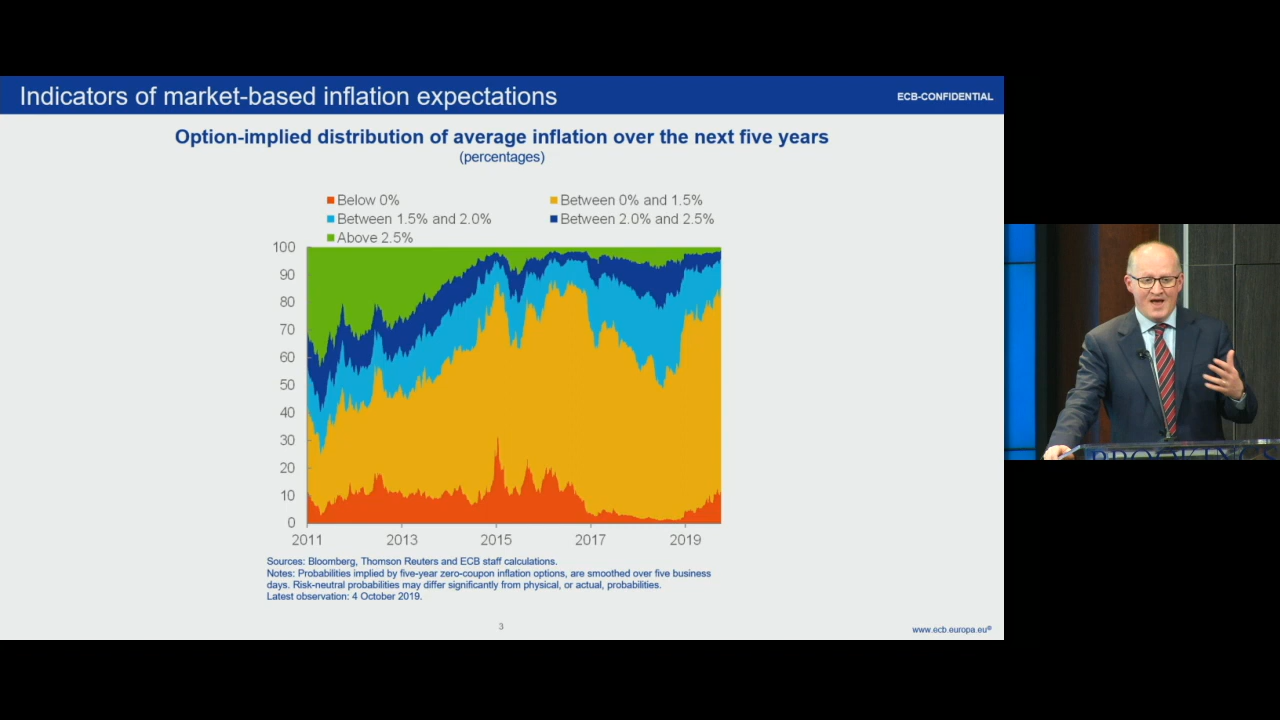 Indicators of market-based inflation expectations
ECB-CONFIDENTIAL
Option-implied distribution of average inflation over the next five years
(percentages)
Below 0%
Between 0% and 1.5%
Between 1.5% and 2.0%
Between 2.0% and 2.5%
Above 2.5%
100
90
80
70
60
50
40
30
20
10
0
2011 2013 2015 2017 2019
Sources: Bloomberg, Thomson Reuters and ECB staff calculations.
Notes: Probabilities implied by five-year zero-coupon inflation options, are smoothed over five business
days. Risk-neutral probabilities may differ significantly from physical, or actual, probabilities.
Latest observation: 4 October 2019.
3
www.ecb.europa.eu®
BROOKINGS